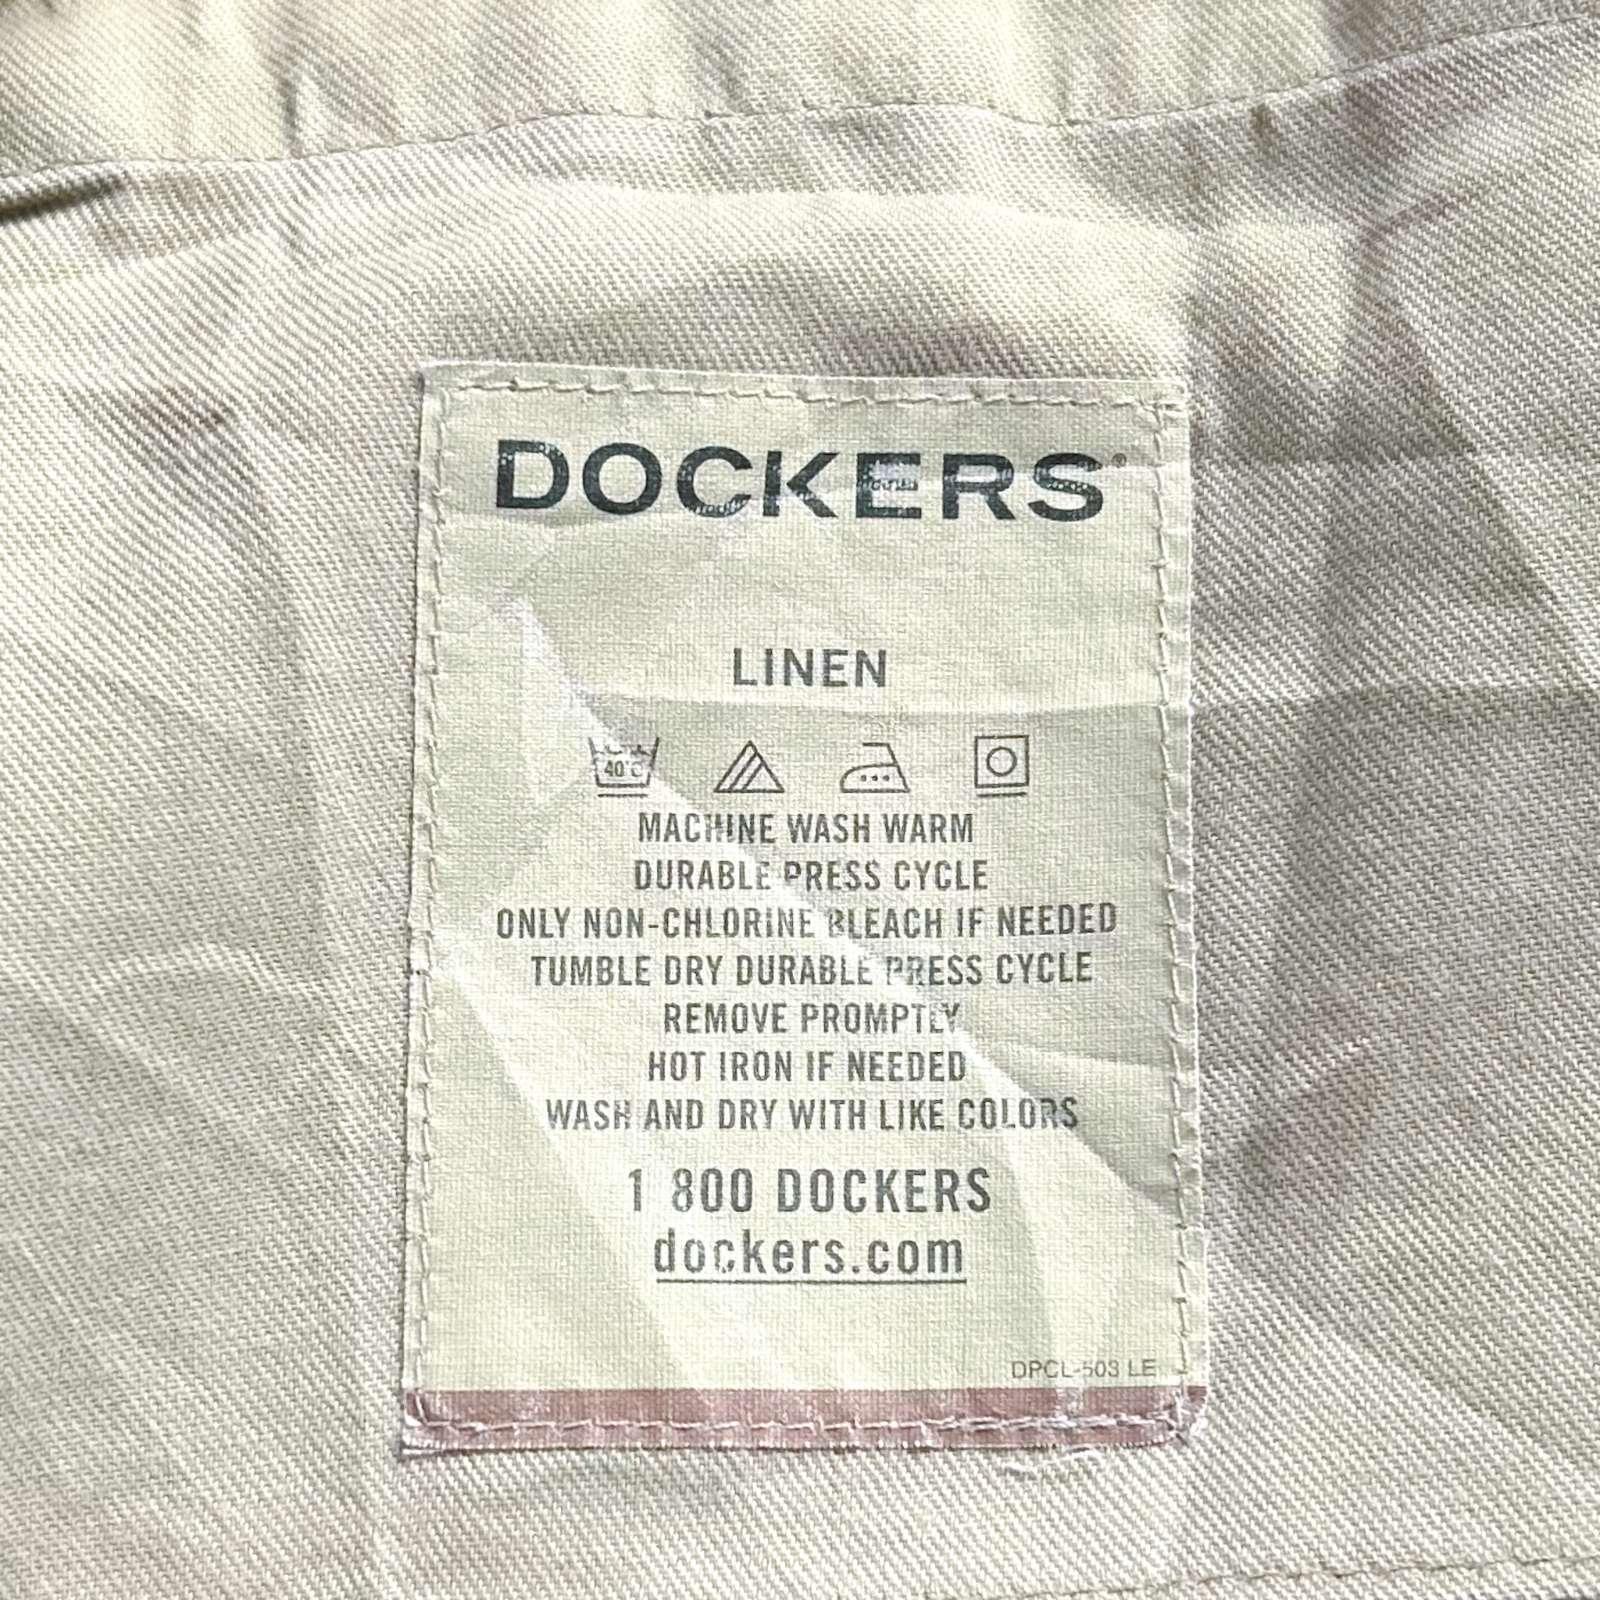 DOCKERS®
LINEN
40°C
MACHINE WASH WARM
DURABLE PRESS CYCLE
ONLY NON-CHLORINE BLEACH IF NEEDED
TUMBLE DRY DURABLE PRESS CYCLE
REMOVE PROMPTLY
HOT IRON IF NEEDED
WASH AND DRY WITH LIKE COLORS
1 800 DOCKERS
dockers.com
DPCL-503 LE